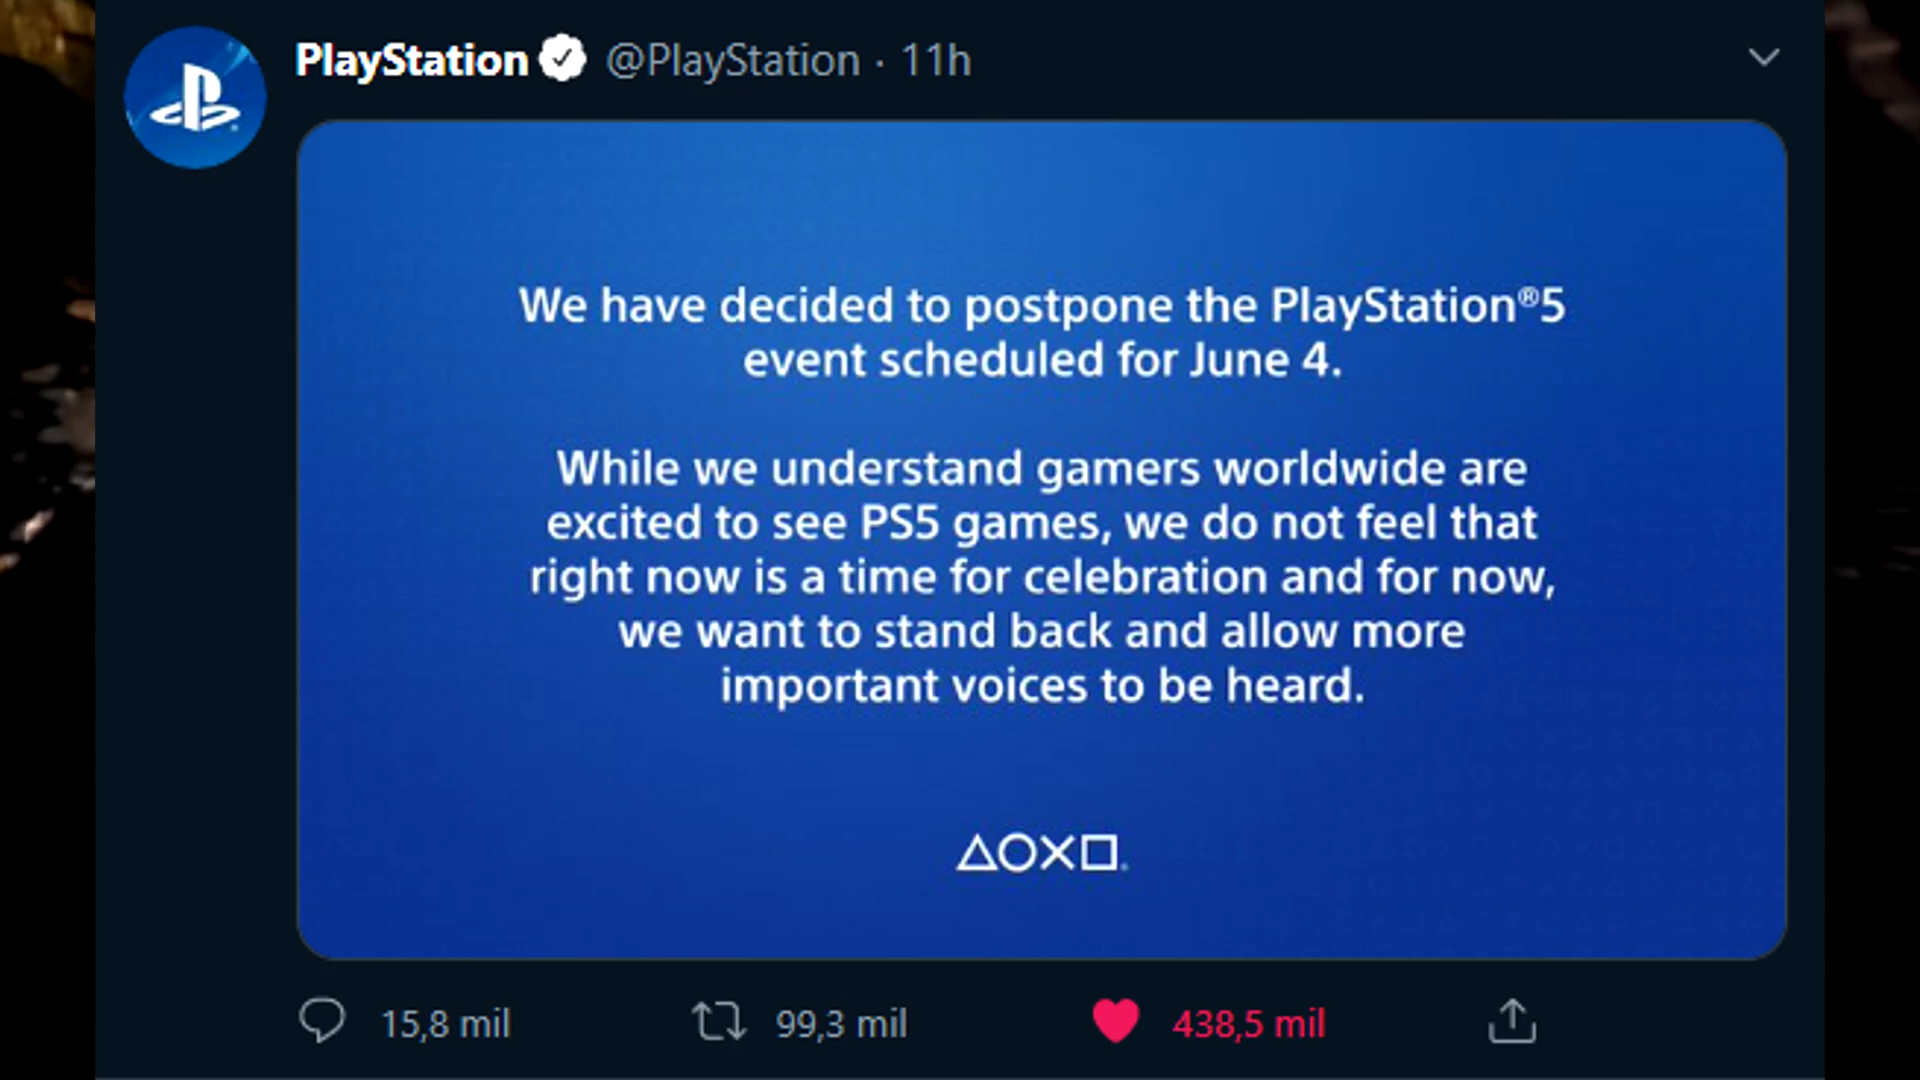 PlayStation @PlayStation · 11h
We have decided to postpone the PlayStation®5
event scheduled for June 4.
While we understand gamers worldwide are
excited to see PS5 games, we do not feel that
right now is a time for celebration and for now,
we want to stand back and allow more
important voices to be heard.
15,8 mil
99,3 mil
438,5 mil